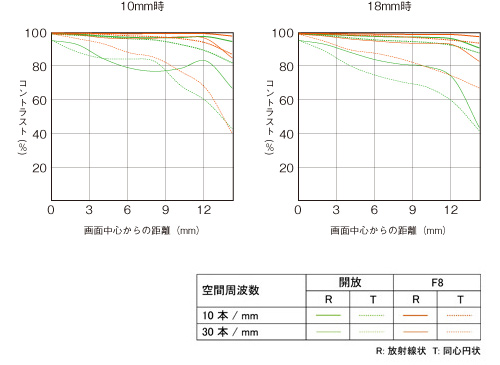 10mm時
18mm時
100
80
60
40
20
コントラスト(%)
0 3 6 9 12
画面中心からの距離 (mm)
100
80
60
40
20
コントラスト(%)
0 3 6 9 12
画面中心からの距離 (mm)
空間周波数 開放 F8
R T R T
10 本 / mm
30 本 / mm
R: 放射線状 T: 同心円状